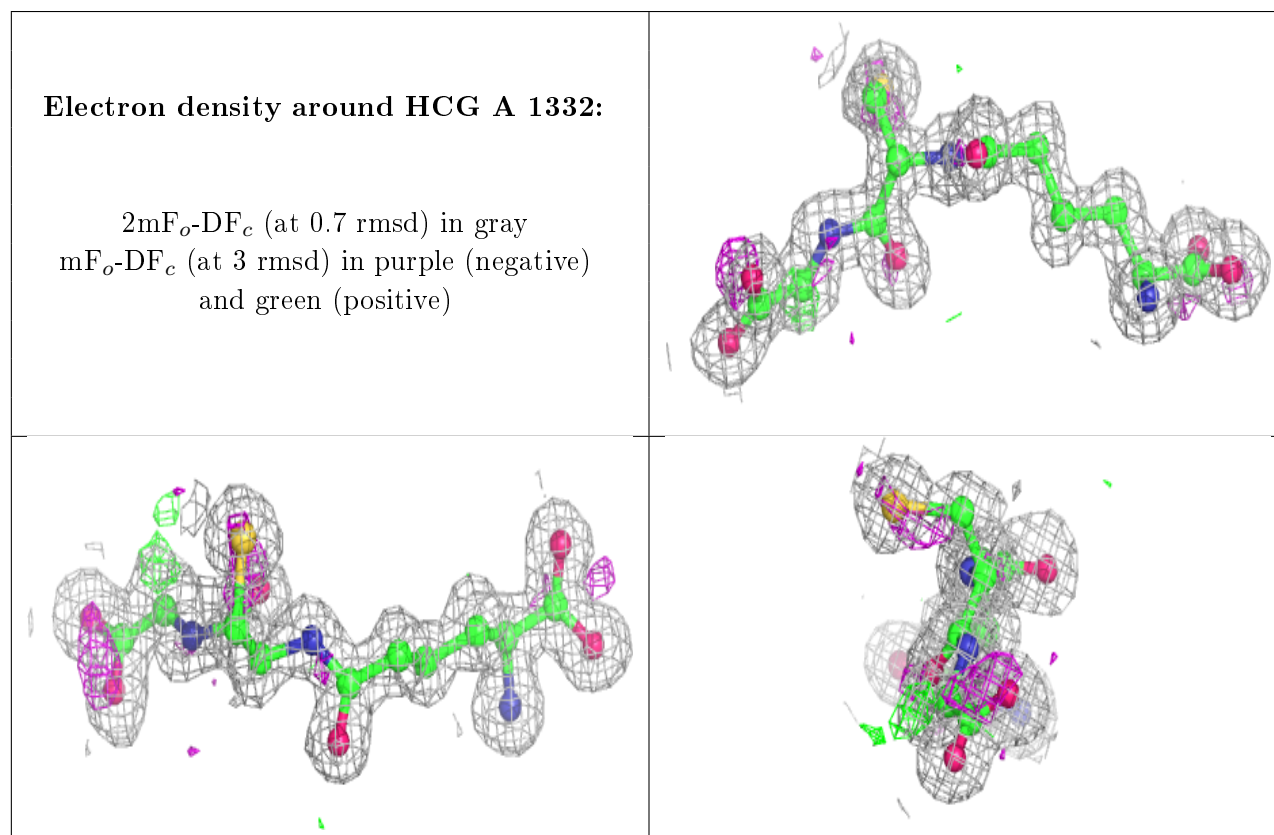 Electron density around HCG A 1332:
2mFo-DFc (at 0.7 rmsd) in gray
mFo-DFc (at 3 rmsd) in purple (negative)
and green (positive)